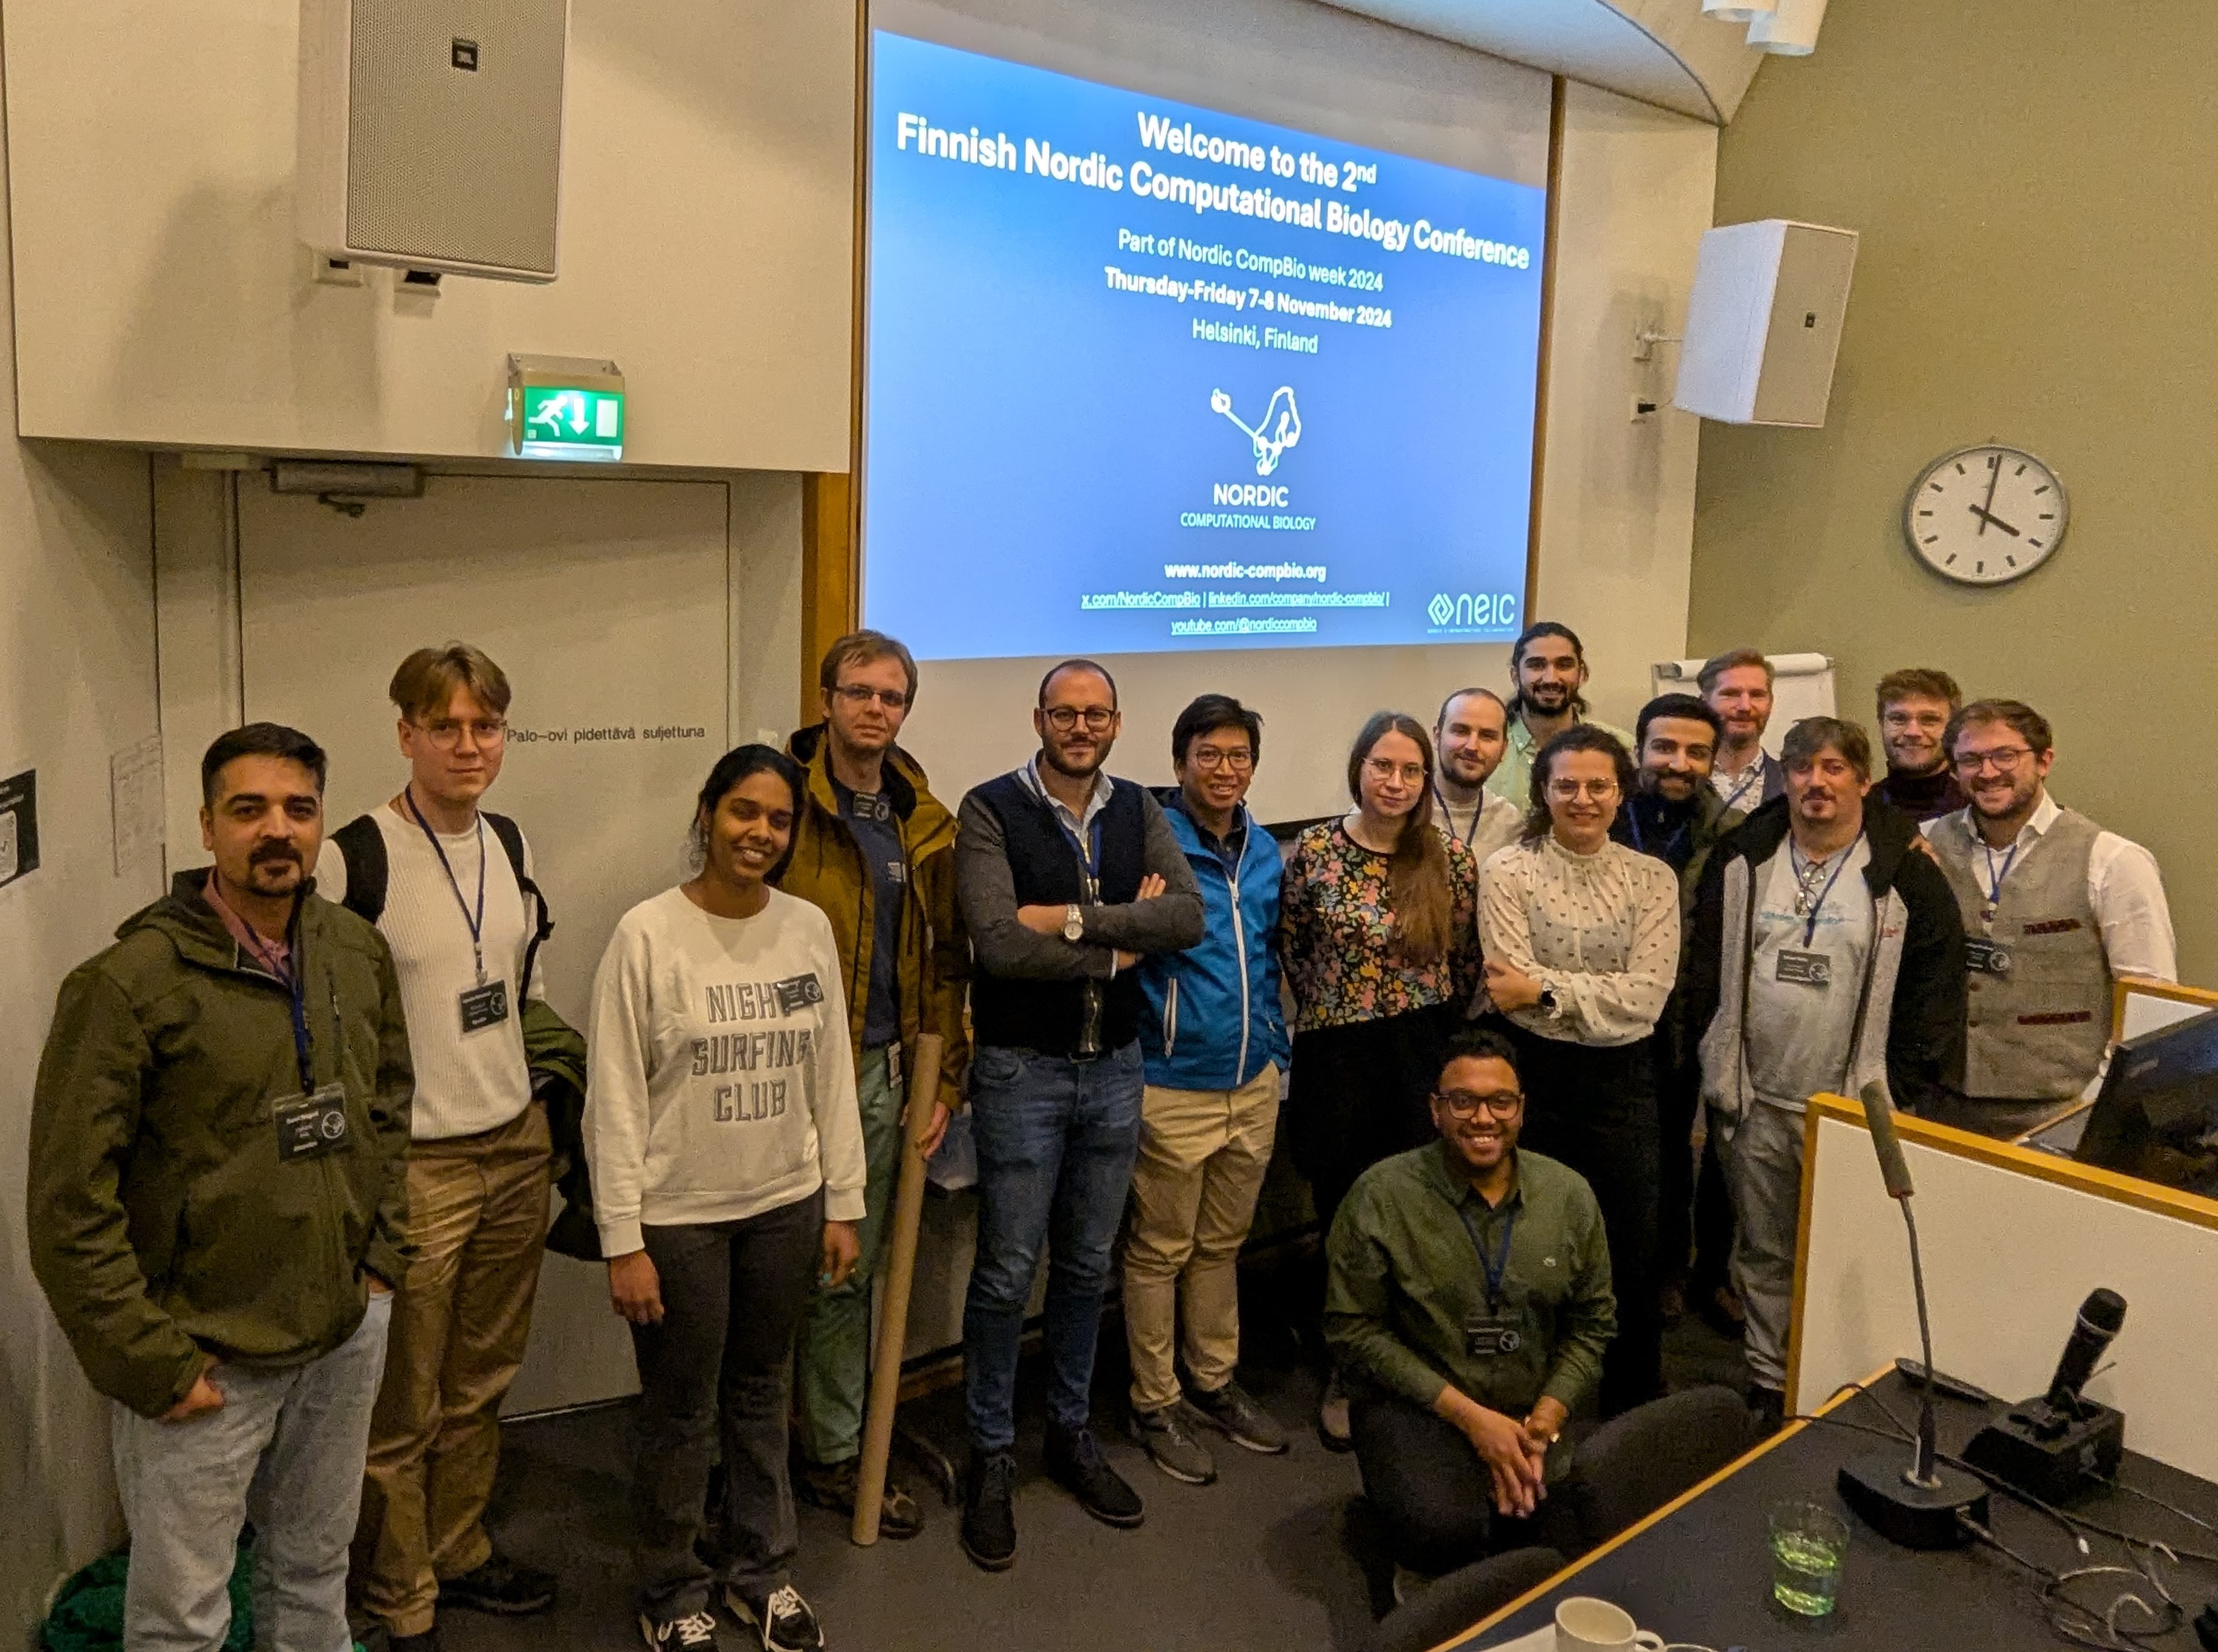 JBL
Welcome to the 2nd
Finnish Nordic Computational Biology Conference
Part of Nordic CompBio week 2024
Thursday-Friday 7-8 November 2024
Helsinki, Finland
NORDIC
COMPUTATIONAL BIOLOGY
www.nordic-compbio.org
x.com/NordicCompBio | linkedin.com/company/nordic-compbio/ |
youtube.com/@nordiccompbio
neic
Palo-ovi pidettävä suljettuna
NIGHT
SURFING
CLUB